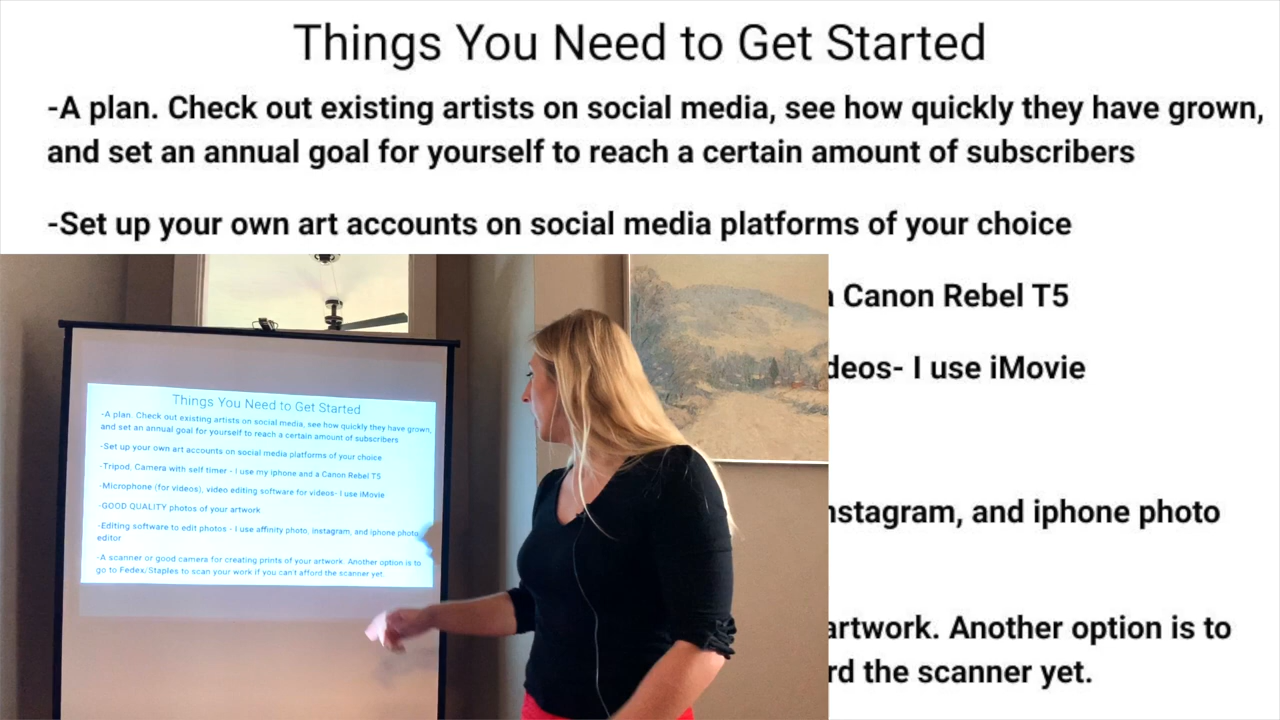 Things You Need to Get Started
-A plan. Check out existing artists on social media, see how quickly they have grown,
and set an annual goal for yourself to reach a certain amount of subscribers
-Set up your own art accounts on social media platforms of your choice
a Canon Rebel T5
deos- I use iMovie
nstagram, and iphone photo
artwork. Another option is to
rd the scanner yet.
Things You Need to Get Started
-A plan. Check out existing artists on social media, see how quickly they have grown,
and set an annual goal for yourself to reach a certain amount of subscribers
-Set up your own art accounts on social media platforms of your choice
-Tripod, Camera with self timer - I use my iphone and a Canon Rebel T5
-Microphone (for videos), video editing software for videos- I use iMovie
-GOOD QUALITY photos of your artwork
-Editing software to edit photos - I use affinity photo, instagram, and iphone photo
editor
-A scanner or good camera for creating prints of your artwork. Another option is to
go to Fedex/Staples to scan your work if you can't afford the scanner yet.